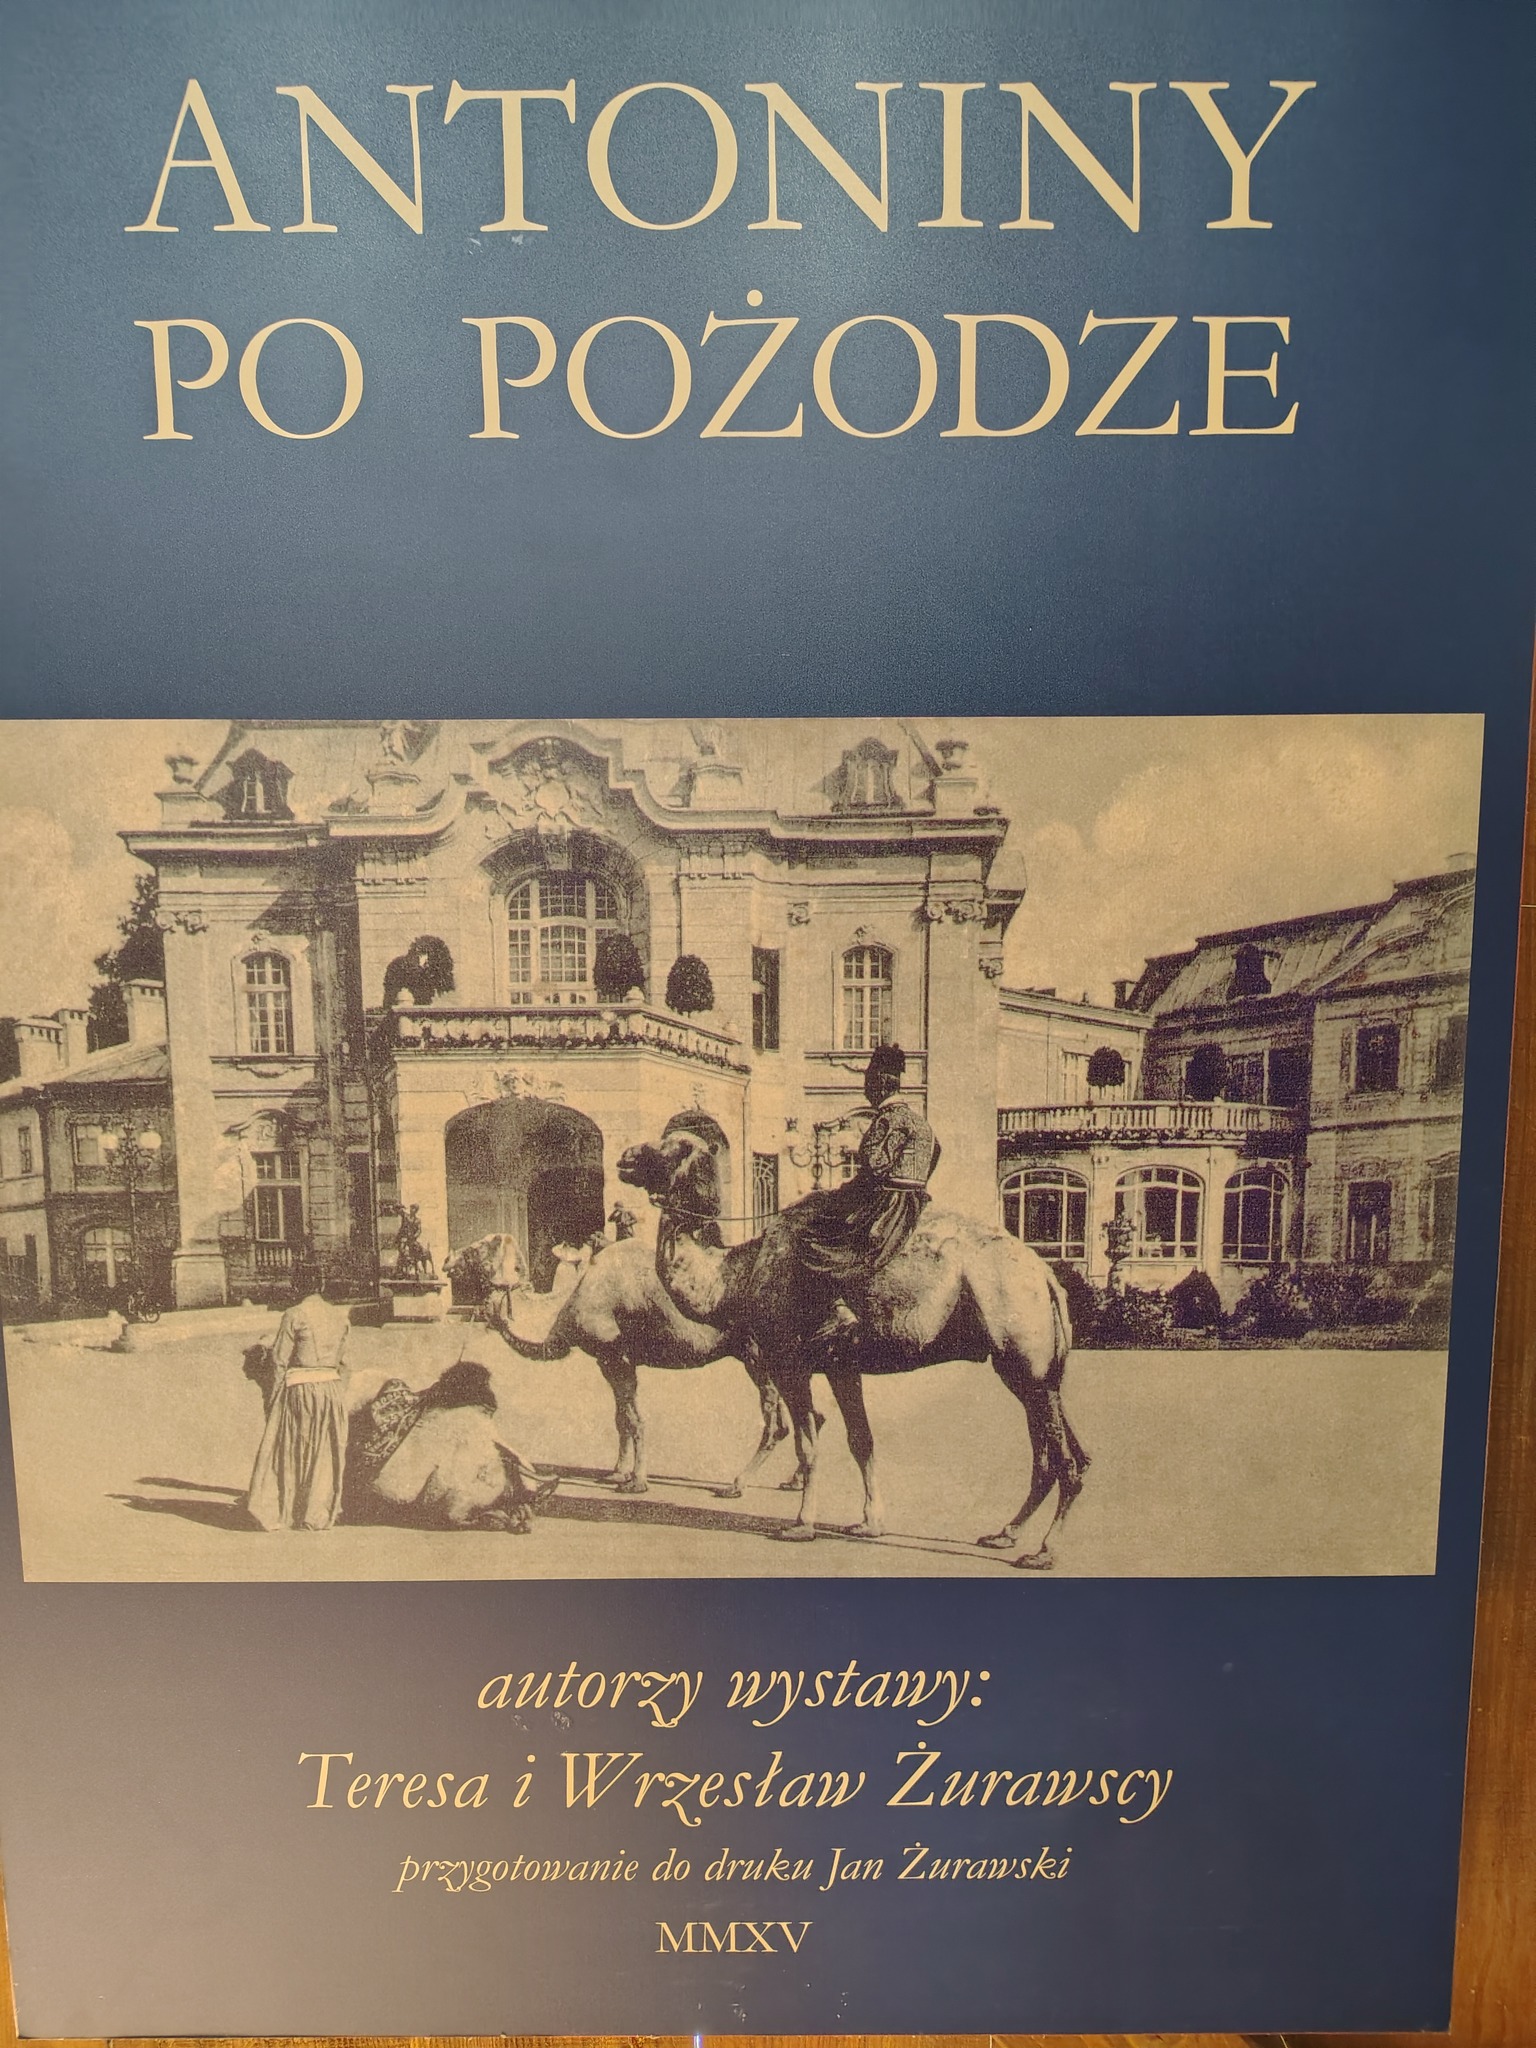 ANTONINY
PO POŻODZE
autorzy wystawy:
Teresa i Wrzesław Żurawscy
przygotowanie do druku Jan Żurawski
MMXV